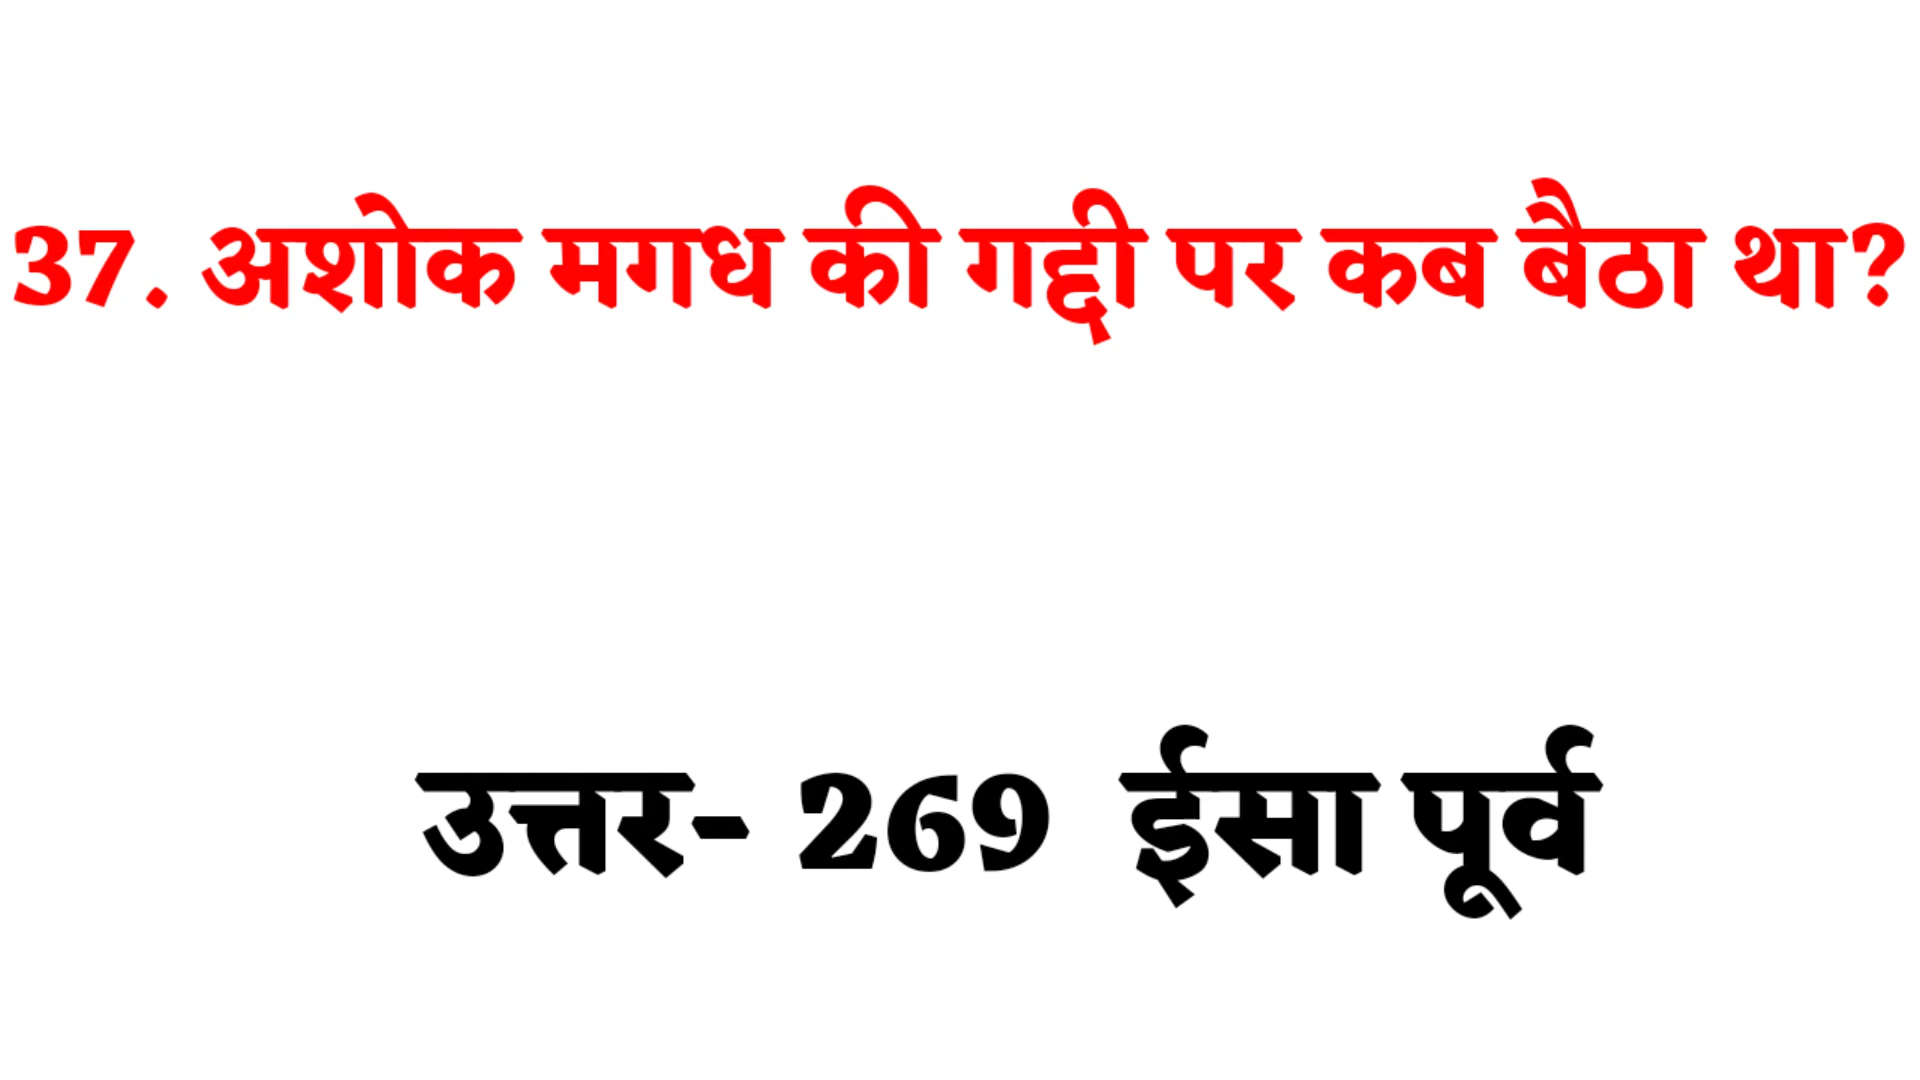 37. अशोक मगध की गद्दी पर कब बैठा था?
उत्तर- 269 ईसा पूर्व